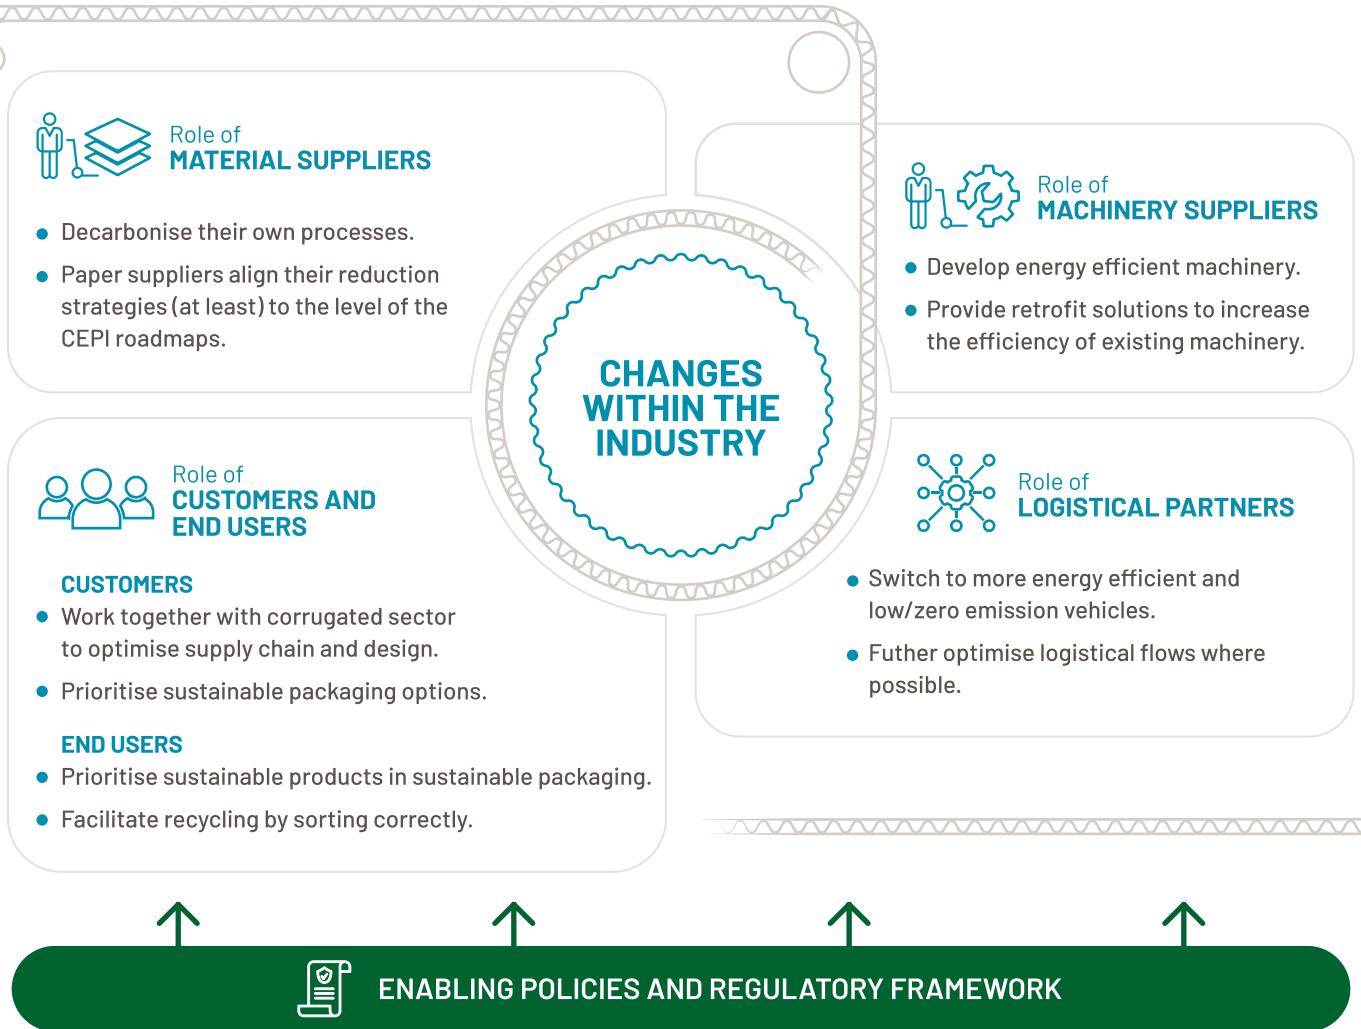 Role of
MATERIAL SUPPLIERS
Decarbonise their own processes.
Paper suppliers align their reduction
strategies (at least) to the level of the
CEPI roadmaps.
Role of
MACHINERY SUPPLIERS
Develop energy efficient machinery.
Provide retrofit solutions to increase
the efficiency of existing machinery.
CHANGES
WITHIN THE
INDUSTRY
Role of
CUSTOMERS AND
END USERS
CUSTOMERS
Work together with corrugated sector
to optimise supply chain and design.
Prioritise sustainable packaging options.
END USERS
Prioritise sustainable products in sustainable packaging.
Facilitate recycling by sorting correctly.
Role of
LOGISTICAL PARTNERS
Switch to more energy efficient and
low/zero emission vehicles.
Futher optimise logistical flows where
possible.
ENABLING POLICIES AND REGULATORY FRAMEWORK